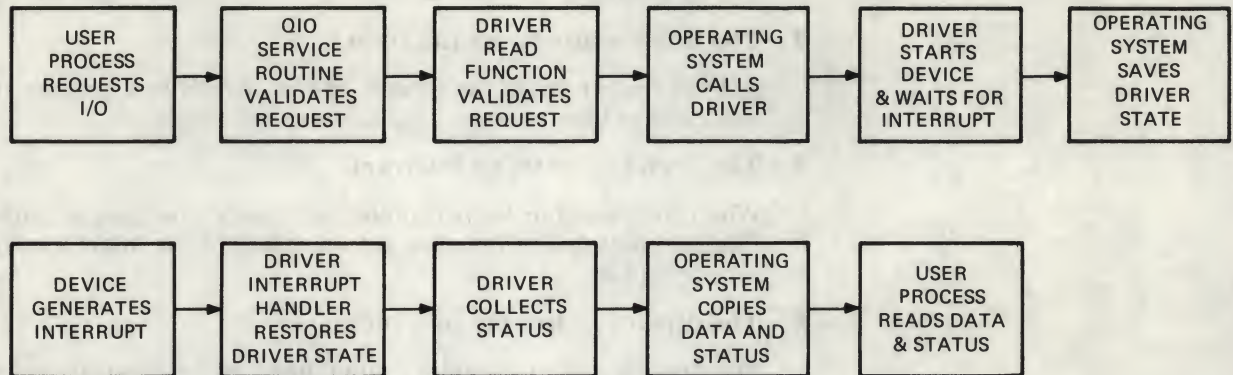 USER
PROCESS
REQUESTS
I/O
QIO
SERVICE
ROUTINE
VALIDATES
REQUEST
DRIVER
READ
FUNCTION
VALIDATES
REQUEST
OPERATING
SYSTEM
CALLS
DRIVER
DRIVER
STARTS
DEVICE
& WAITS FOR
INTERRUPT
OPERATING
SYSTEM
SAVES
DRIVER
STATE
DEVICE
GENERATES
INTERRUPT
DRIVER
INTERRUPT
HANDLER
RESTORES
DRIVER STATE
DRIVER
COLLECTS
STATUS
OPERATING
SYSTEM
COPIES
DATA AND
STATUS
USER
PROCESS
READS DATA
& STATUS